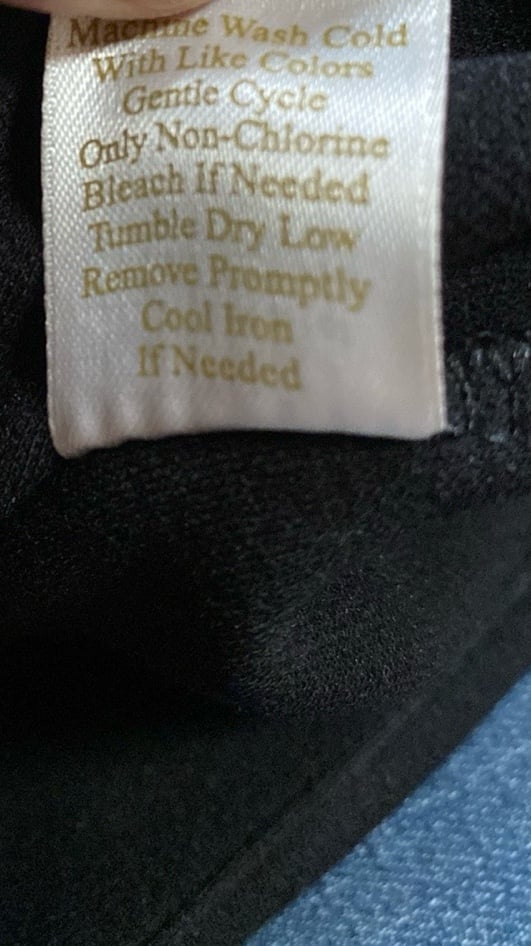 Machine Wash Cold
With Like Colors
Gentle Cycle
Only Non-Chlorine
Bleach If Needed
Tumble Dry Low
Remove Promptly
Cool Iron
If Needed